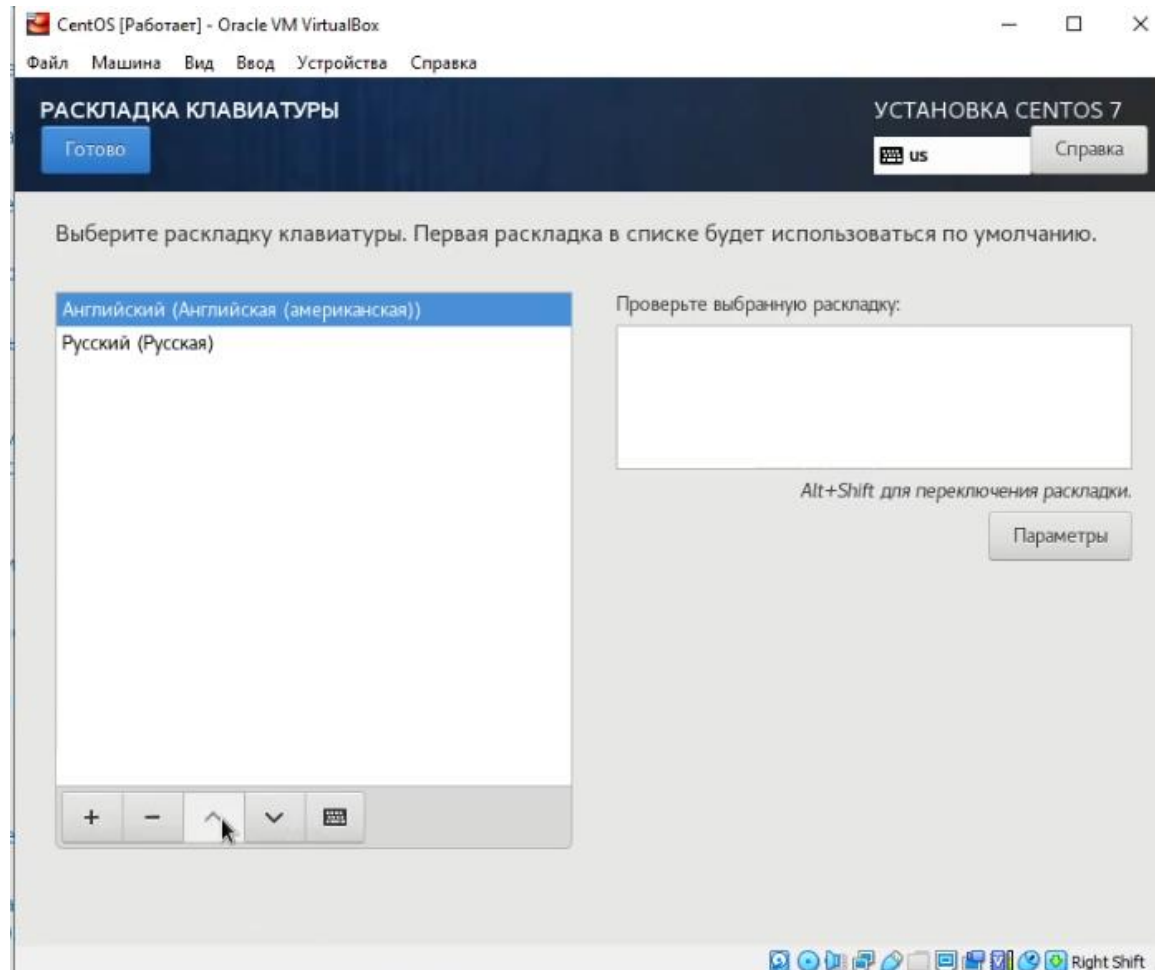 CentOS [Работает] - Oracle VM VirtualBox
Файл Машина Вид Ввод Устройства Справка
РАСКЛАДКА КЛАВИАТУРЫ
УСТАНОВКА CENTOS 7
Готово
us
Справка
Выберите раскладку клавиатуры. Первая раскладка в списке будет использоваться по умолчанию.
Английский (Английская (американская))
Русский (Русская)
Проверьте выбранную раскладку:
Alt+Shift для переключения раскладки.
Параметры
Right Shift